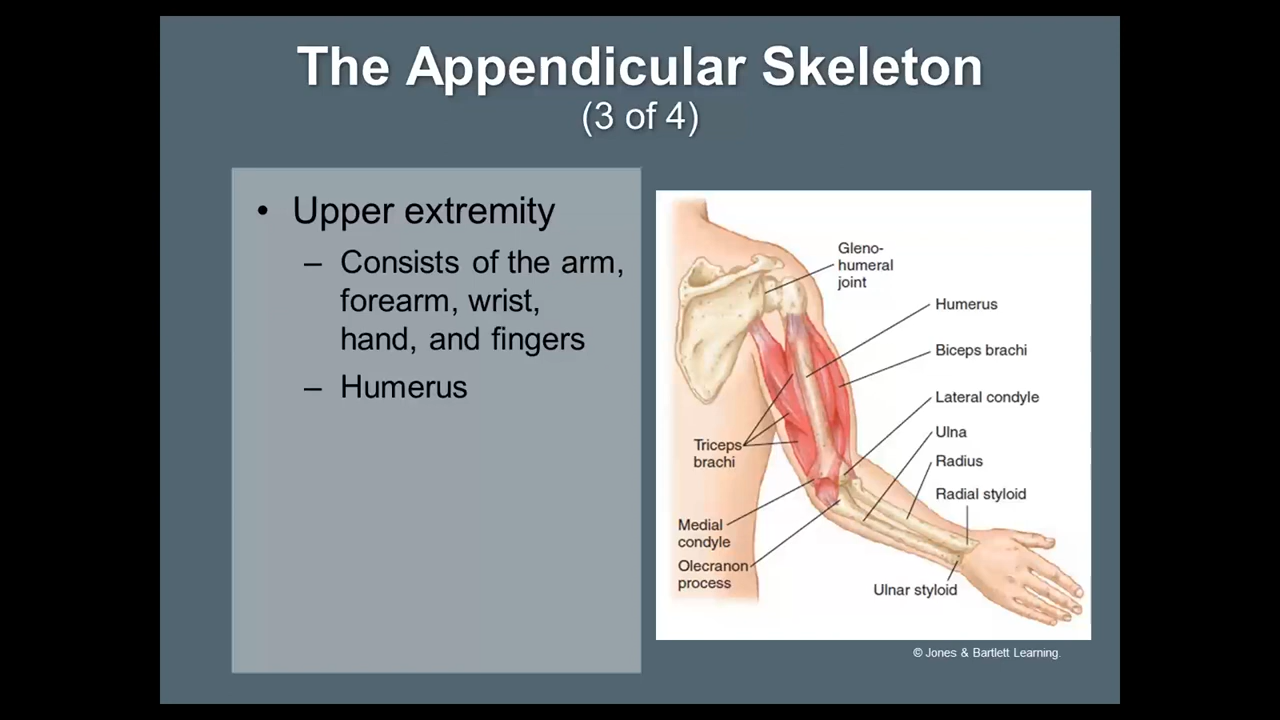 The Appendicular Skeleton
(3 of 4)
• Upper extremity
– Consists of the arm,
forearm, wrist,
hand, and fingers
– Humerus
Gleno-
humeral
joint
Humerus
Biceps brachi
Lateral condyle
Ulna
Radius
Radial styloid
Triceps
brachi
Medial
condyle
Olecranon
process
Ulnar styloid
© Jones & Bartlett Learning.